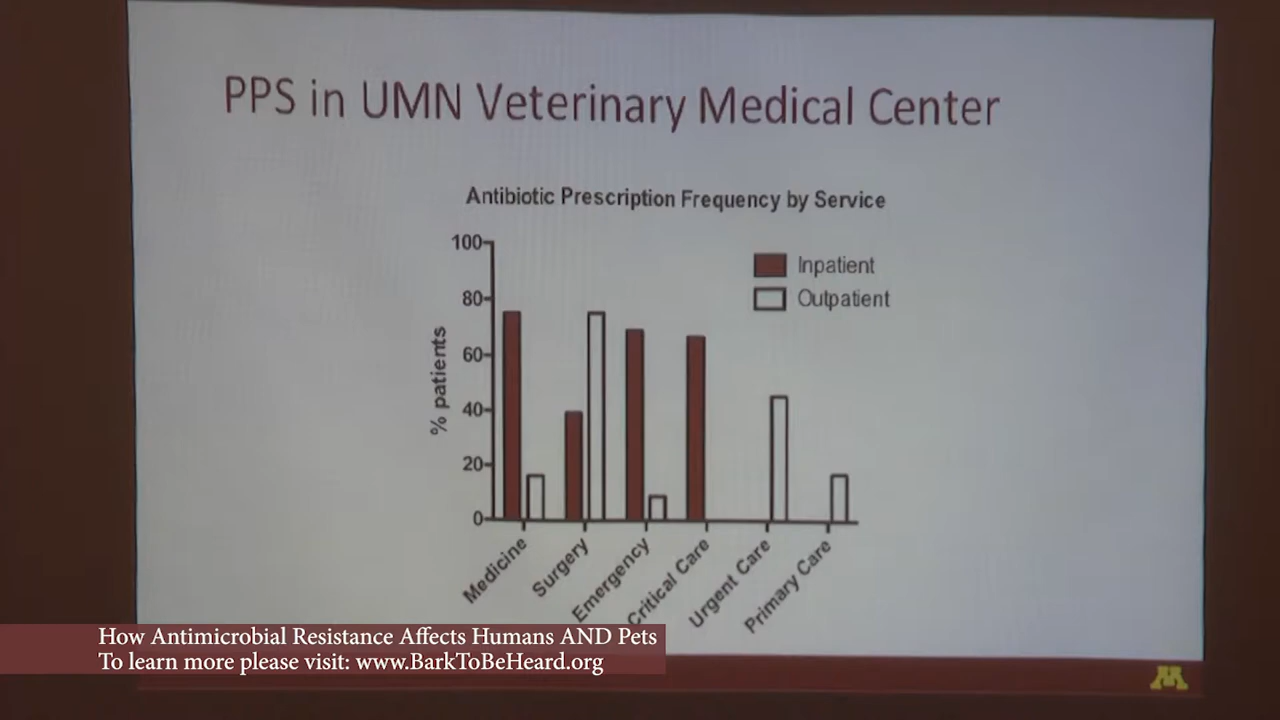 PPS in UMN Veterinary Medical Center
Antibiotic Prescription Frequency by Service
Inpatient
Outpatient
% patients
100
80
60
40
20
0
Medicine
Surgery
Emergency
Critical Care
Urgent Care
Primary Care
How Antimicrobial Resistance Affects Humans AND Pets
To learn more please visit: www.BarkToBeHeard.org
M